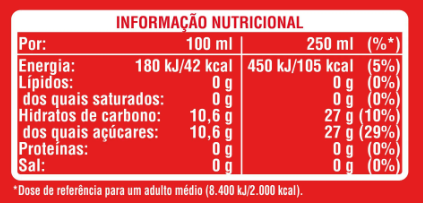 INFORMAÇÃO NUTRICIONAL
Por: 100 ml 250 ml (%*)
Energia: 180 kJ/42 kcal 450 kJ/105 kcal (5%)
Lípidos: 0 g 0 g (0%)
dos quais saturados: 0 g 0 g (0%)
Hidratos de carbono: 10,6 g 27 g (10%)
dos quais açúcares: 10,6 g 27 g (29%)
Proteínas: 0 g 0 g (0%)
Sal: 0 g 0 g (0%)
*Dose de referência para um adulto médio (8.400 kJ/2.000 kcal).